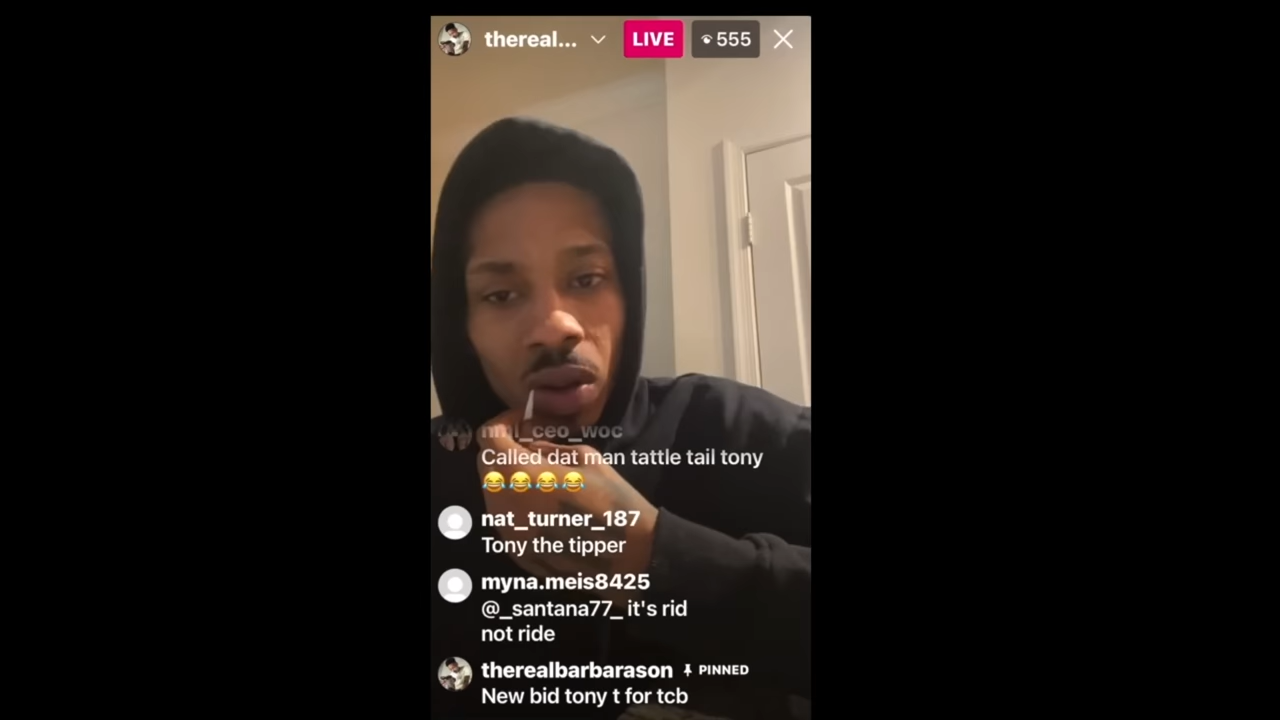 thereal...
LIVE
555
nml_ceo_woc
Called dat man tattle tail tony
😂😂😂😂
nat_turner_187
Tony the tipper
myna.meis8425
@_santana77_ it's rid
not ride
therealbarbarason PINNED
New bid tony t for tcb